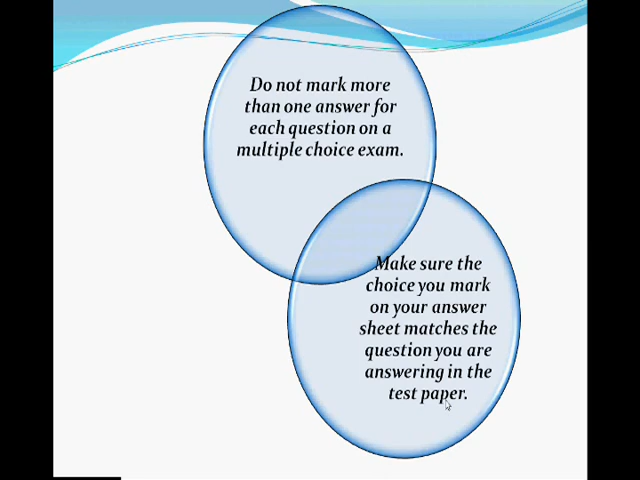 Do not mark more
than one answer for
each question on a
multiple choice exam.
Make sure the
choice you mark
on your answer
sheet matches the
question you are
answering in the
test paper.